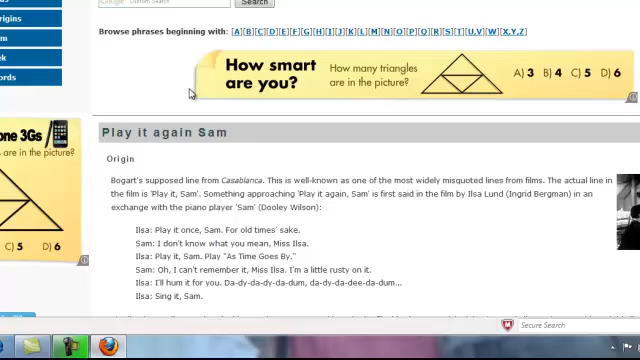 rigins
m
ek
ords
Custom Search
Search
Browse phrases beginning with: [A][B][C][D][E][F][G][H][I][J][K][L][M][N][O][P][Q][R][S][T][U,V][W][X,Y,Z]
How smart
are you?
How many triangles
are in the picture?
A) 3 B) 4 C) 5 D) 6
one 3Gs
s are in the picture?
C) 5 D) 6
Play it again Sam
Origin
Bogart's supposed line from Casablanca. This is well-known as one of the most widely misquoted lines from films. The actual line in
the film is 'Play it, Sam'. Something approaching 'Play it again, Sam' is first said in the film by Ilsa Lund (Ingrid Bergman) in an
exchange with the piano player 'Sam' (Dooley Wilson):
Ilsa: Play it once, Sam. For old times' sake.
Sam: I don't know what you mean, Miss Ilsa.
Ilsa: Play it, Sam. Play "As Time Goes By."
Sam: Oh, I can't remember it, Miss Ilsa. I'm a little rusty on it.
Ilsa: I'll hum it for you. Da-dy-da-dy-da-dum, da-dy-da-dee-da-dum...
Ilsa: Sing it, Sam.
Secure Search